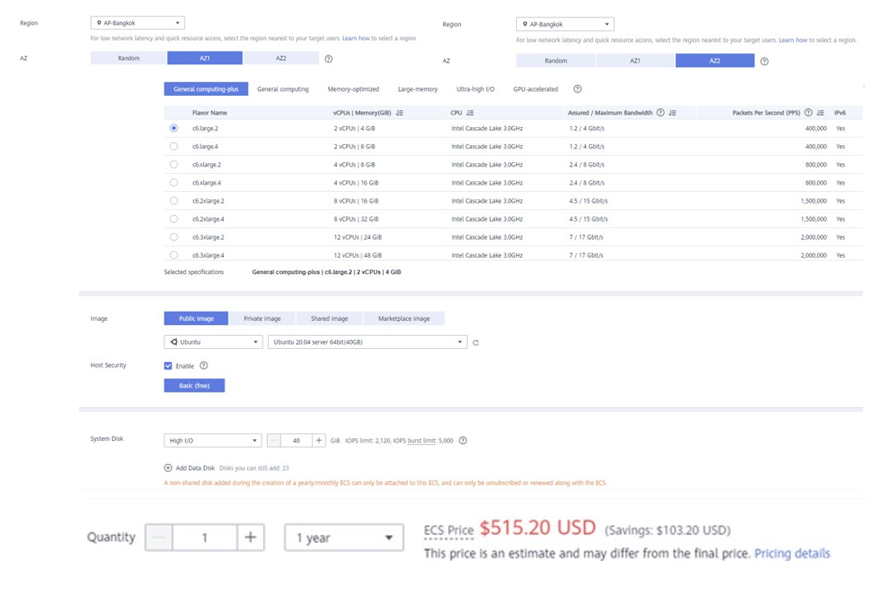 Region AP-Bangkok Region AP-Bangkok
For low network latency and quick resource access, select the region nearest to your target users. Learn how to select a region. For low network latency and quick resource access, select the region nearest to your target users. Learn how to select a region.
AZ Random AZ1 AZ2 AZ Random AZ1 AZ2
General computing-plus General computing Memory-optimized Large-memory Ultra-high I/O GPU-accelerated
Flavor Name vCPUs | Memory(GiB) CPU Assured / Maximum Bandwidth Packets Per Second (PPS) IPv6
c6.large.2 2 vCPUs | 4 GiB Intel Cascade Lake 3.0GHz 1.2 / 4 Gbit/s 400,000 Yes
c6.large.4 2 vCPUs | 8 GiB Intel Cascade Lake 3.0GHz 1.2 / 4 Gbit/s 400,000 Yes
c6.xlarge.2 4 vCPUs | 8 GiB Intel Cascade Lake 3.0GHz 2.4 / 8 Gbit/s 800,000 Yes
c6.xlarge.4 4 vCPUs | 16 GiB Intel Cascade Lake 3.0GHz 2.4 / 8 Gbit/s 800,000 Yes
c6.2xlarge.2 8 vCPUs | 16 GiB Intel Cascade Lake 3.0GHz 4.5 / 15 Gbit/s 1,500,000 Yes
c6.2xlarge.4 8 vCPUs | 32 GiB Intel Cascade Lake 3.0GHz 4.5 / 15 Gbit/s 1,500,000 Yes
c6.3xlarge.2 12 vCPUs | 24 GiB Intel Cascade Lake 3.0GHz 7 / 17 Gbit/s 2,000,000 Yes
c6.3xlarge.4 12 vCPUs | 48 GiB Intel Cascade Lake 3.0GHz 7 / 17 Gbit/s 2,000,000 Yes
Selected specifications General computing-plus | c6.large.2 | 2 vCPUs | 4 GiB
Image Public image Private image Shared image Marketplace image
Ubuntu Ubuntu 20.04 server 64bit(40GB)
Host Security Enable
Basic (free)
System Disk High I/O 40 GiB IOPS limit: 2,120, IOPS burst limit: 5,000
Add Data Disk Disks you can still add: 23
A non-shared disk added during the creation of a yearly/monthly ECS can only be attached to this ECS, and can only be unsubscribed or renewed along with the ECS.
Quantity 1 1 year ECS Price $515.20 USD (Savings: $103.20 USD)
This price is an estimate and may differ from the final price. Pricing details